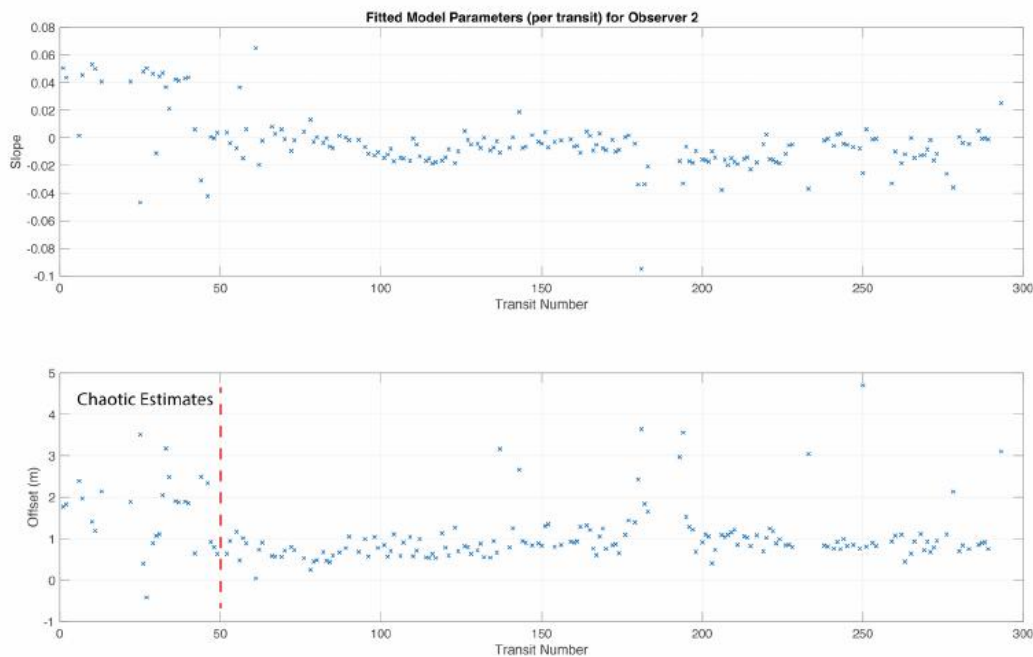 Fitted Model Parameters (per transit) for Observer 2
0.08
0.06
0.04
0.02
0
-0.02
-0.04
-0.06
-0.08
-0.1
Slope
0 50 100 150 200 250 300
Transit Number
5
4
3
2
1
0
-1
Offset (m)
Chaotic Estimates
0 50 100 150 200 250 300
Transit Number